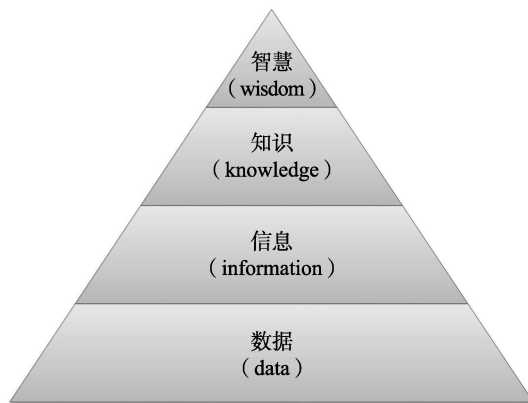 智慧
（wisdom）
知识
（knowledge）
信息
（information）
数据
（data）